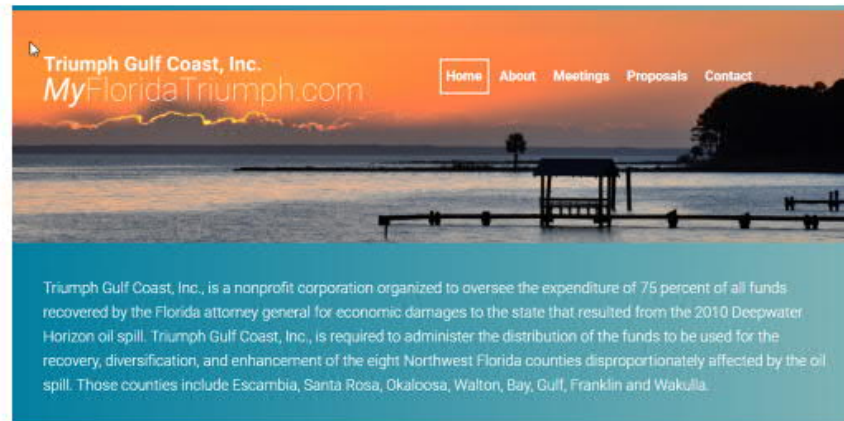 Triumph Gulf Coast, Inc.
MyFloridaTriumph.com
Home About Meetings Proposals Contact
Triumph Gulf Coast, Inc., is a nonprofit corporation organized to oversee the expenditure of 75 percent of all funds
recovered by the Florida attorney general for economic damages to the state that resulted from the 2010 Deepwater
Horizon oil spill. Triumph Gulf Coast, Inc., is required to administer the distribution of the funds to be used for the
recovery, diversification, and enhancement of the eight Northwest Florida counties disproportionately affected by the oil
spill. Those counties include Escambia, Santa Rosa, Okaloosa, Walton, Bay, Gulf, Franklin and Wakulla.